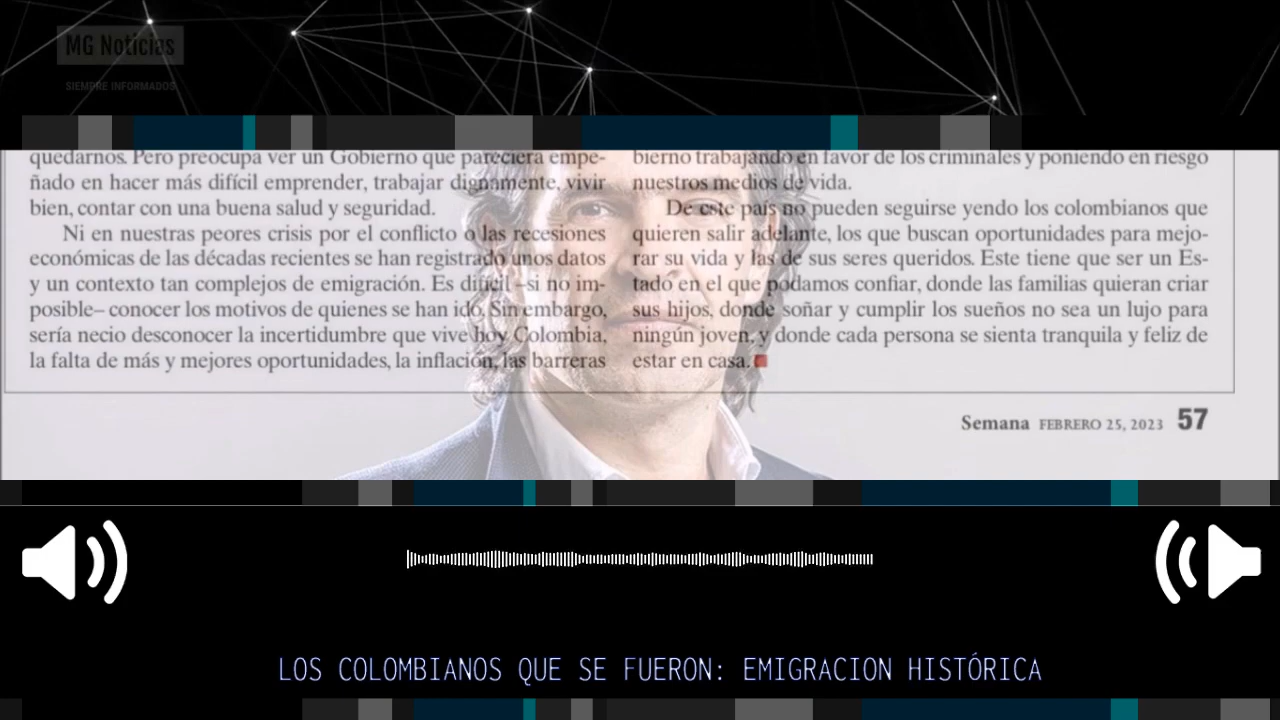 MG Noticias
SIEMPRE INFORMADOS
quedarnos. Pero preocupa ver un Gobierno que pareciera empe-
ñado en hacer más difícil emprender, trabajar dignamente, vivir
bien, contar con una buena salud y seguridad.
Ni en nuestras peores crisis por el conflicto o las recesiones
económicas de las décadas recientes se han registrado unos datos
y un contexto tan complejos de emigración. Es difícil –si no im-
posible– conocer los motivos de quienes se han ido. Sin embargo,
sería necio desconocer la incertidumbre que vive hoy Colombia,
la falta de más y mejores oportunidades, la inflación, las barreras
bierno trabajando en favor de los criminales y poniendo en riesgo
nuestros medios de vida.
De este país no pueden seguirse yendo los colombianos que
quieren salir adelante, los que buscan oportunidades para mejo-
rar su vida y las de sus seres queridos. Este tiene que ser un Es-
tado en el que podamos confiar, donde las familias quieran criar
sus hijos, donde soñar y cumplir los sueños no sea un lujo para
ningún joven, y donde cada persona se sienta tranquila y feliz de
estar en casa.
Semana FEBRERO 25, 2023 57
LOS COLOMBIANOS QUE SE FUERON: EMIGRACION HISTÓRICA